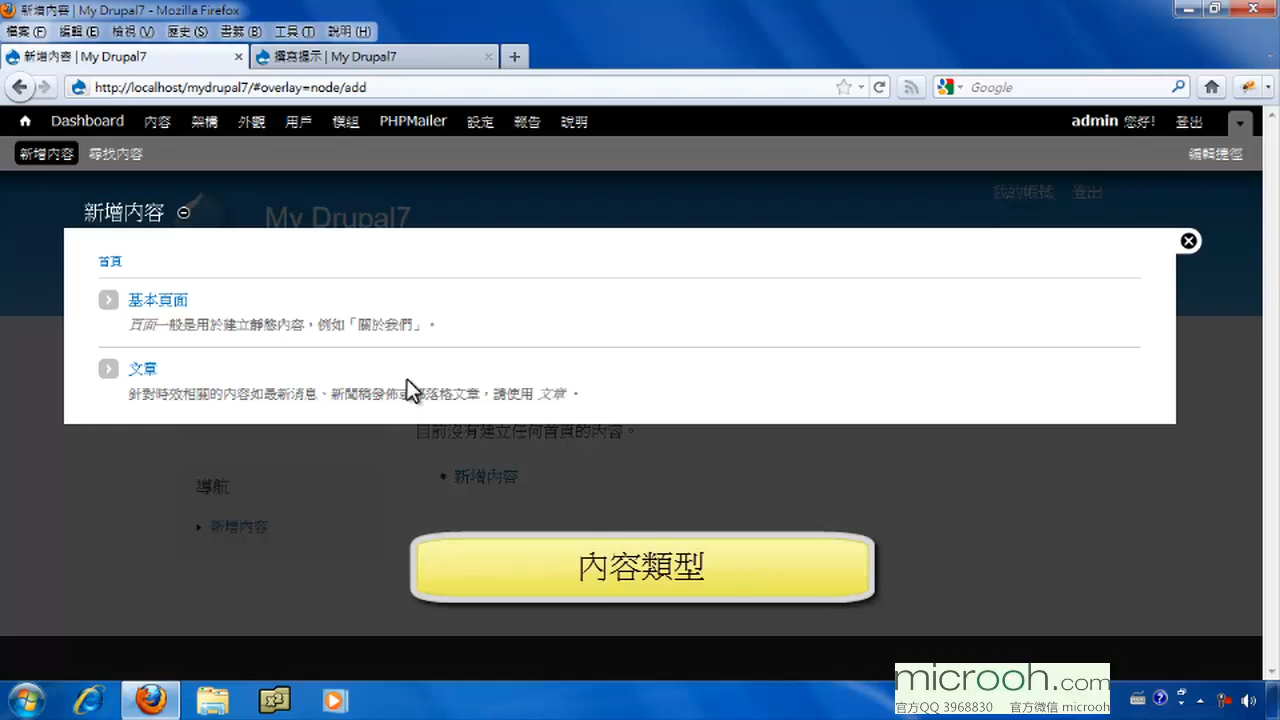 新增內容 | My Drupal7 - Mozilla Firefox
檔案(F) 編輯(E) 檢視(V) 歷史(S) 書籤(B) 工具(T) 說明(H)
新增內容 | My Drupal7 撰寫提示 | My Drupal7
http://localhost/mydrupal7/#overlay=node/add Google
Dashboard 內容 架構 外觀 用戶 模組 PHPMailer 設定 報告 說明 admin 您好! 登出
新增內容 尋找內容 編輯捷徑
我的帳號 登出
新增內容
My Drupal7
首頁
基本頁面
頁面一般是用於建立靜態內容，例如「關於我們」。
文章
針對時效相關的內容如最新消息、新聞稿發佈或部落格文章，請使用 文章 。
目前沒有建立任何首頁的內容。
新增內容
導航
新增內容
內容類型
microoh.com
官方QQ 3968830 官方微信 microoh